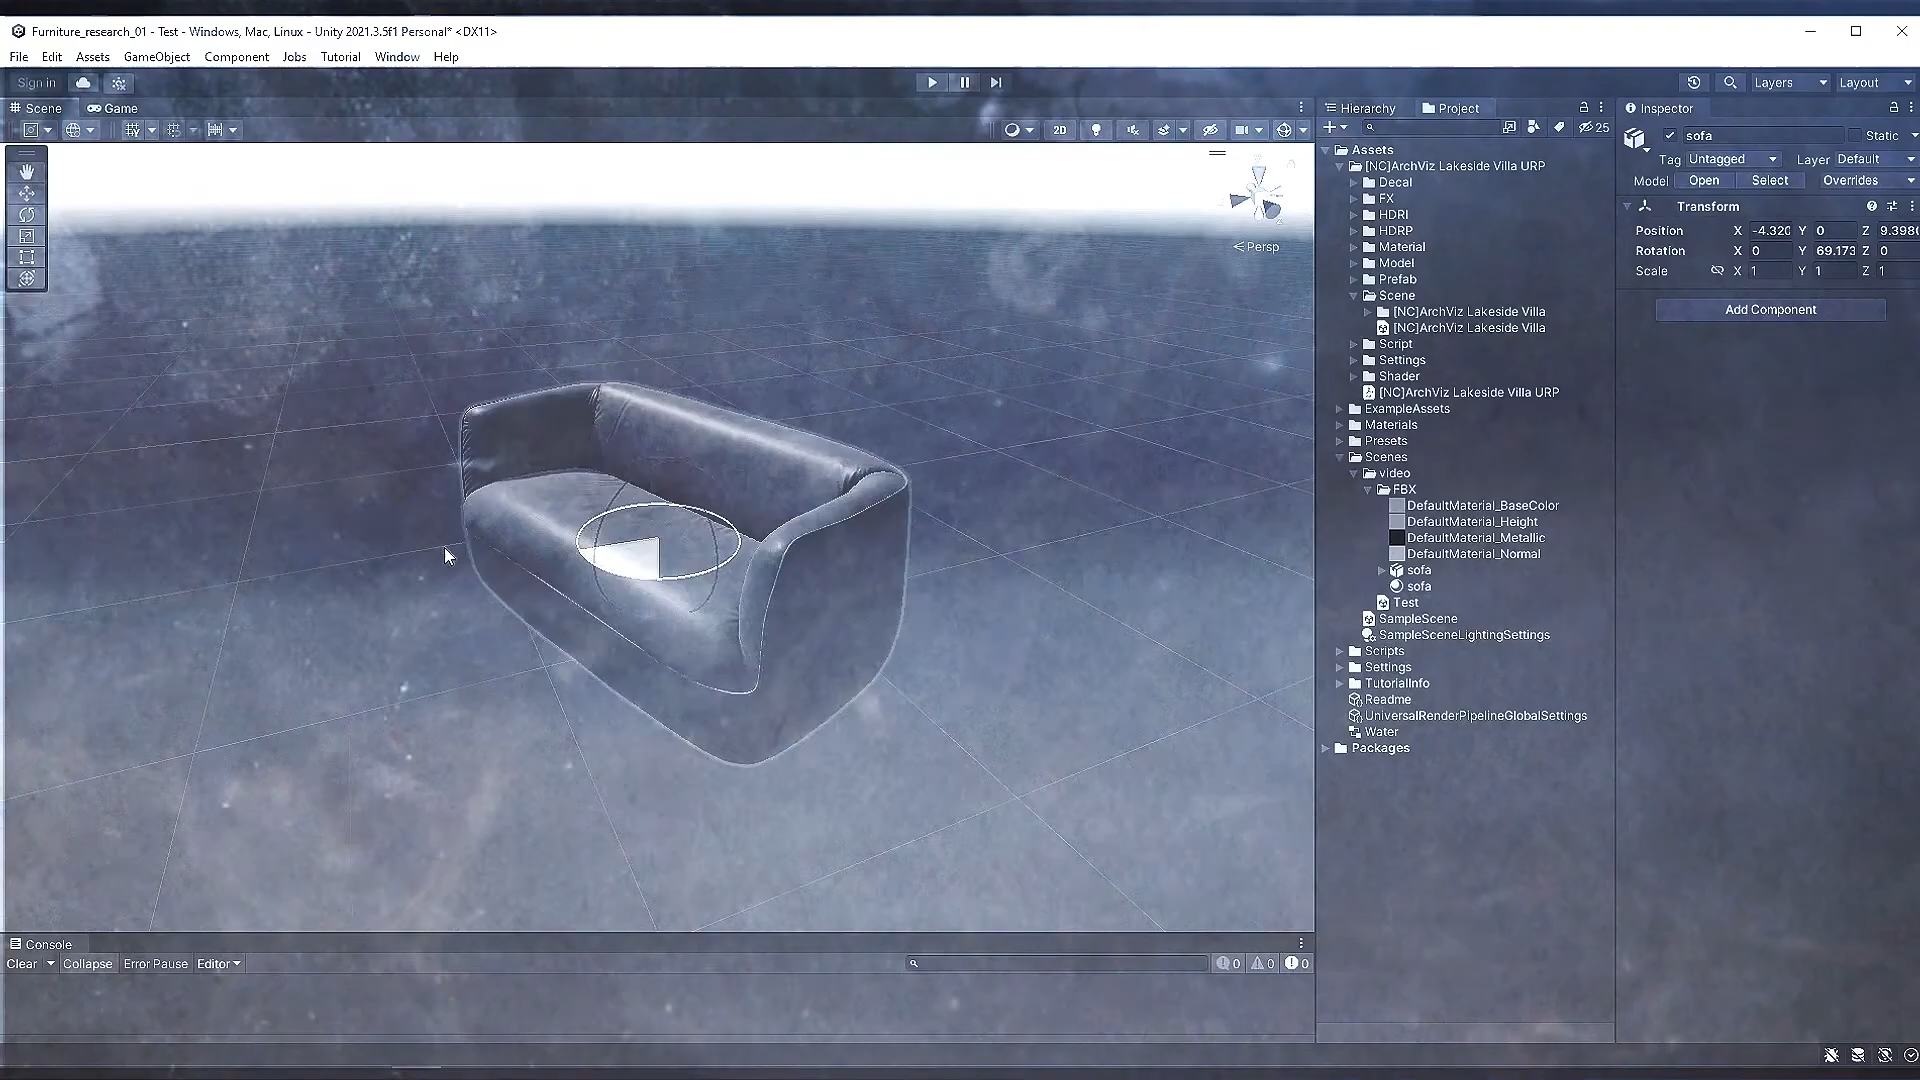 Furniture_research_01 - Test - Windows, Mac, Linux - Unity 2021.3.5f1 Personal* <DX11>
File Edit Assets GameObject Component Jobs Tutorial Window Help
Sign in
Layers
Layout
Scene Game
2D
Persp
Hierarchy Project
25
Assets
[NC]ArchViz Lakeside Villa URP
Decal
FX
HDRI
HDRP
Material
Model
Prefab
Scene
[NC]ArchViz Lakeside Villa
[NC]ArchViz Lakeside Villa
Script
Settings
Shader
[NC]ArchViz Lakeside Villa URP
ExampleAssets
Materials
Presets
Scenes
video
FBX
DefaultMaterial_BaseColor
DefaultMaterial_Height
DefaultMaterial_Metallic
DefaultMaterial_Normal
sofa
sofa
Test
SampleScene
SampleSceneLightingSettings
Scripts
Settings
TutorialInfo
Readme
UniversalRenderPipelineGlobalSettings
Water
Packages
Inspector
sofa Static
Tag Untagged Layer Default
Model Open Select Overrides
Transform
Position X -4.320 Y 0 Z 9.398
Rotation X 0 Y 69.173 Z 0
Scale X 1 Y 1 Z 1
Add Component
Console
Clear Collapse Error Pause Editor
0 0 0